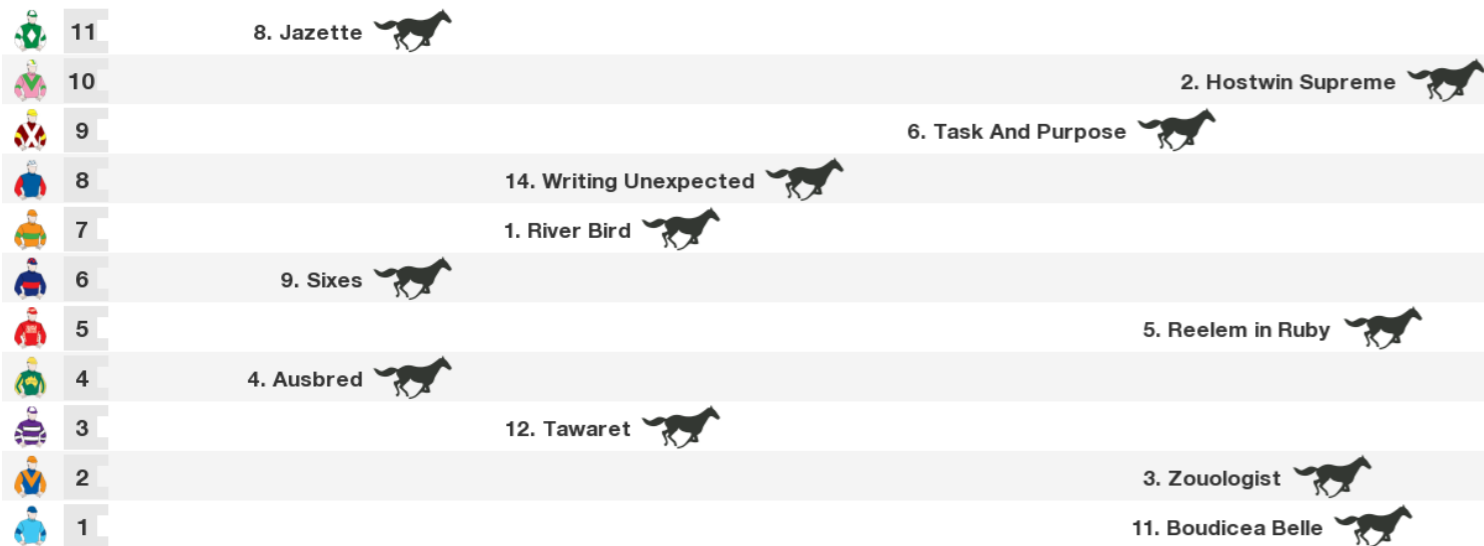 11 8. Jazette
10 2. Hostwin Supreme
9 6. Task And Purpose
8 14. Writing Unexpected
7 1. River Bird
6 9. Sixes
5 5. Reelem in Ruby
4 4. Ausbred
3 12. Tawaret
2 3. Zouologist
1 11. Boudicea Belle